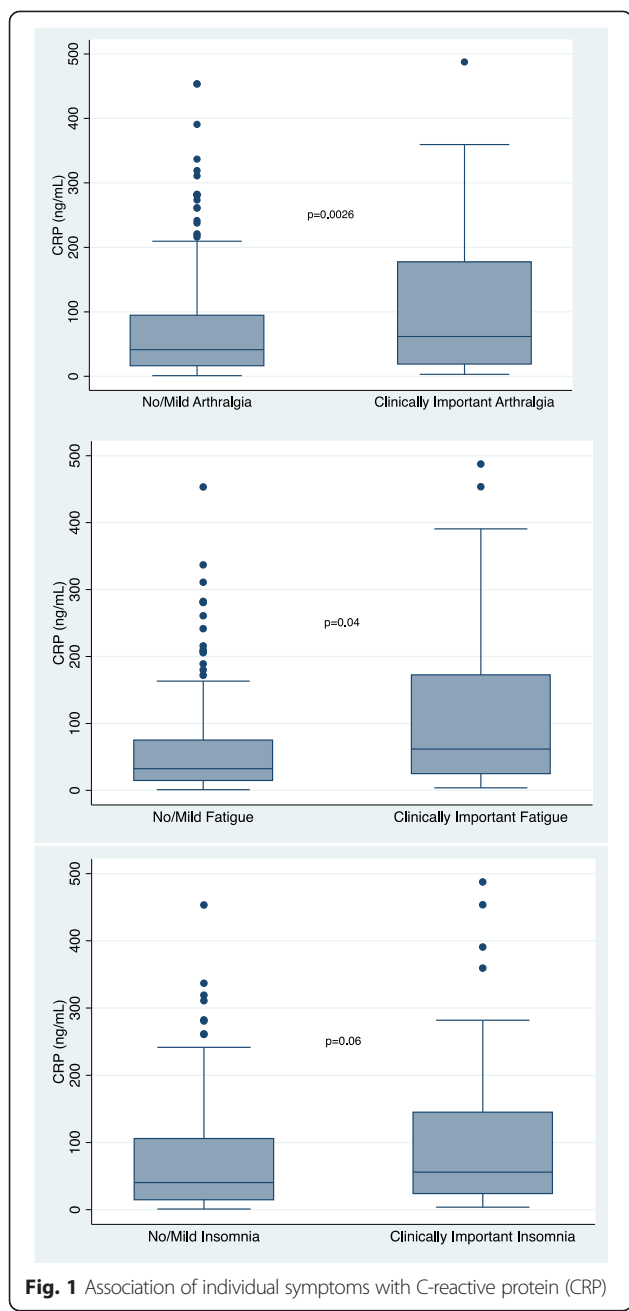 500
400
300
200
100
0
CRP (ng/mL)
p=0.0026
No/Mild Arthralgia Clinically Important Arthralgia
500
400
300
200
100
0
CRP (ng/mL)
p=0.04
No/Mild Fatigue Clinically Important Fatigue
500
400
300
200
100
0
CRP (ng/mL)
p=0.06
No/Mild Insomnia Clinically Important Insomnia
Fig. 1 Association of individual symptoms with C-reactive protein (CRP)